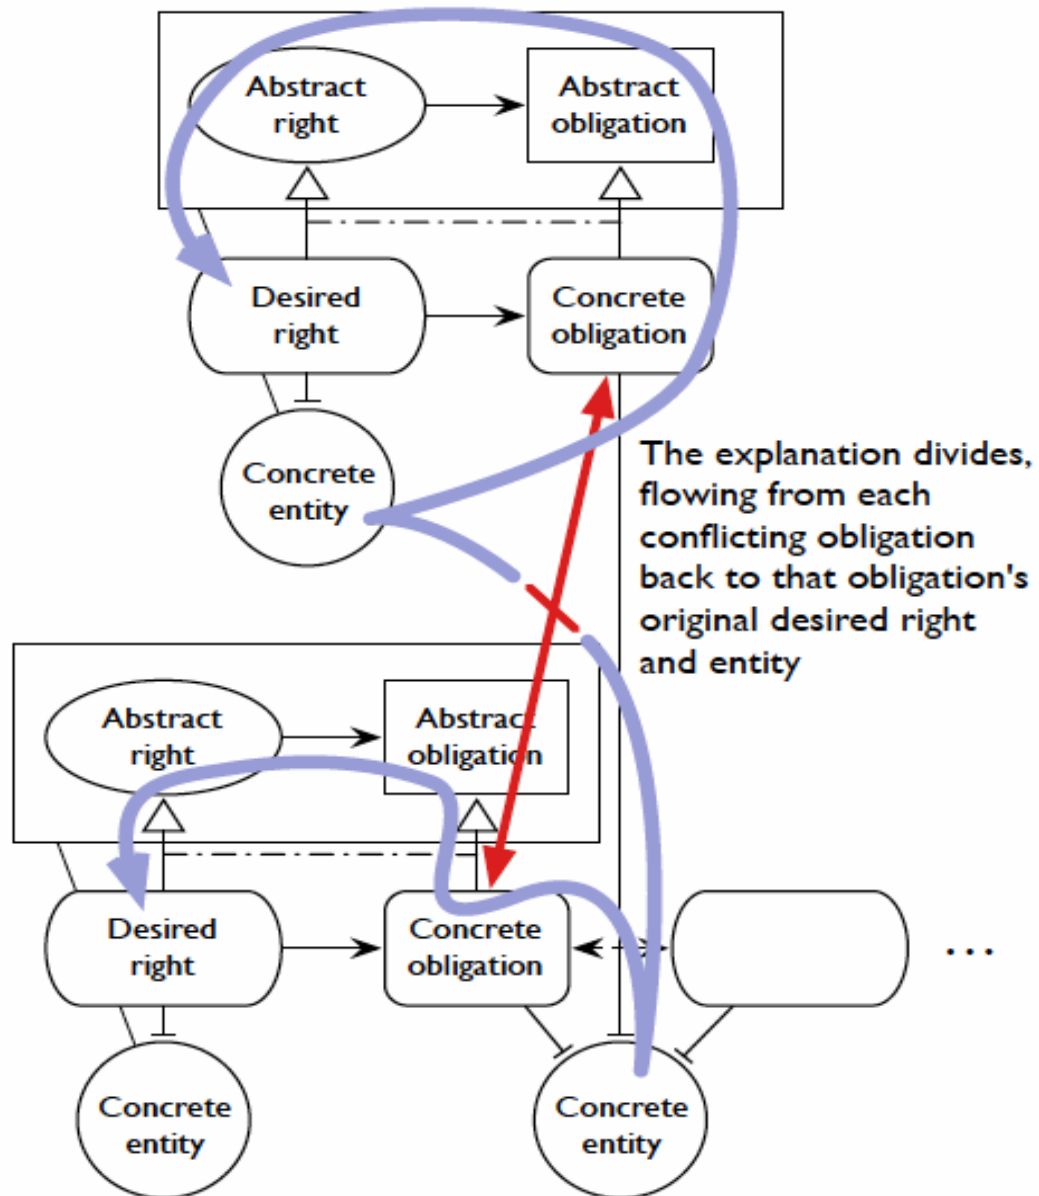 Abstract
right
Abstract
obligation
Desired
right
Concrete
obligation
Concrete
entity
The explanation divides,
flowing from each
conflicting obligation
back to that obligation's
original desired right
and entity
Abstract
right
Abstract
obligation
Desired
right
Concrete
obligation
...
Concrete
entity
Concrete
entity